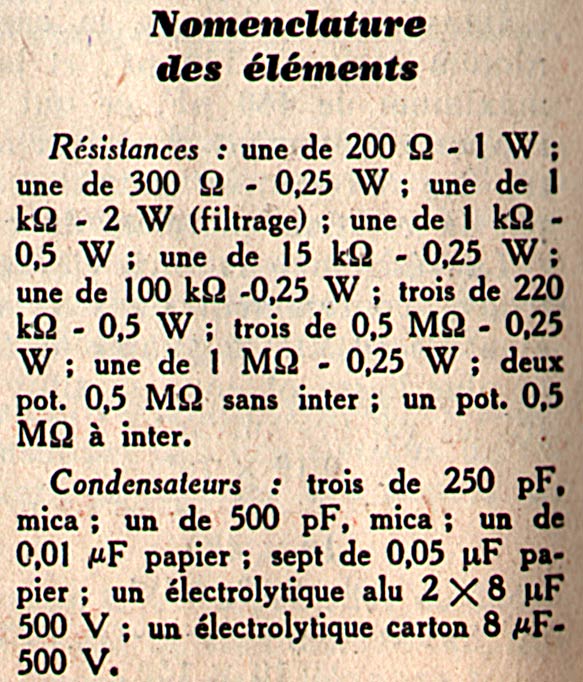 Nomenclature
des éléments
Résistances : une de 200 Ω - 1 W ;
une de 300 Ω - 0,25 W ; une de 1
kΩ - 2 W (filtrage) ; une de 1 kΩ -
0,5 W ; une de 15 kΩ - 0,25 W ;
une de 100 kΩ -0,25 W ; trois de 220
kΩ - 0,5 W ; trois de 0,5 MΩ - 0,25
W ; une de 1 MΩ - 0,25 W ; deux
pot. 0,5 MΩ sans inter ; un pot. 0,5
MΩ à inter.
Condensateurs : trois de 250 pF,
mica ; un de 500 pF, mica ; un de
0,01 µF papier ; sept de 0,05 µF pa-
pier ; un électrolytique alu 2 × 8 µF
500 V ; un électrolytique carton 8 µF-
500 V.